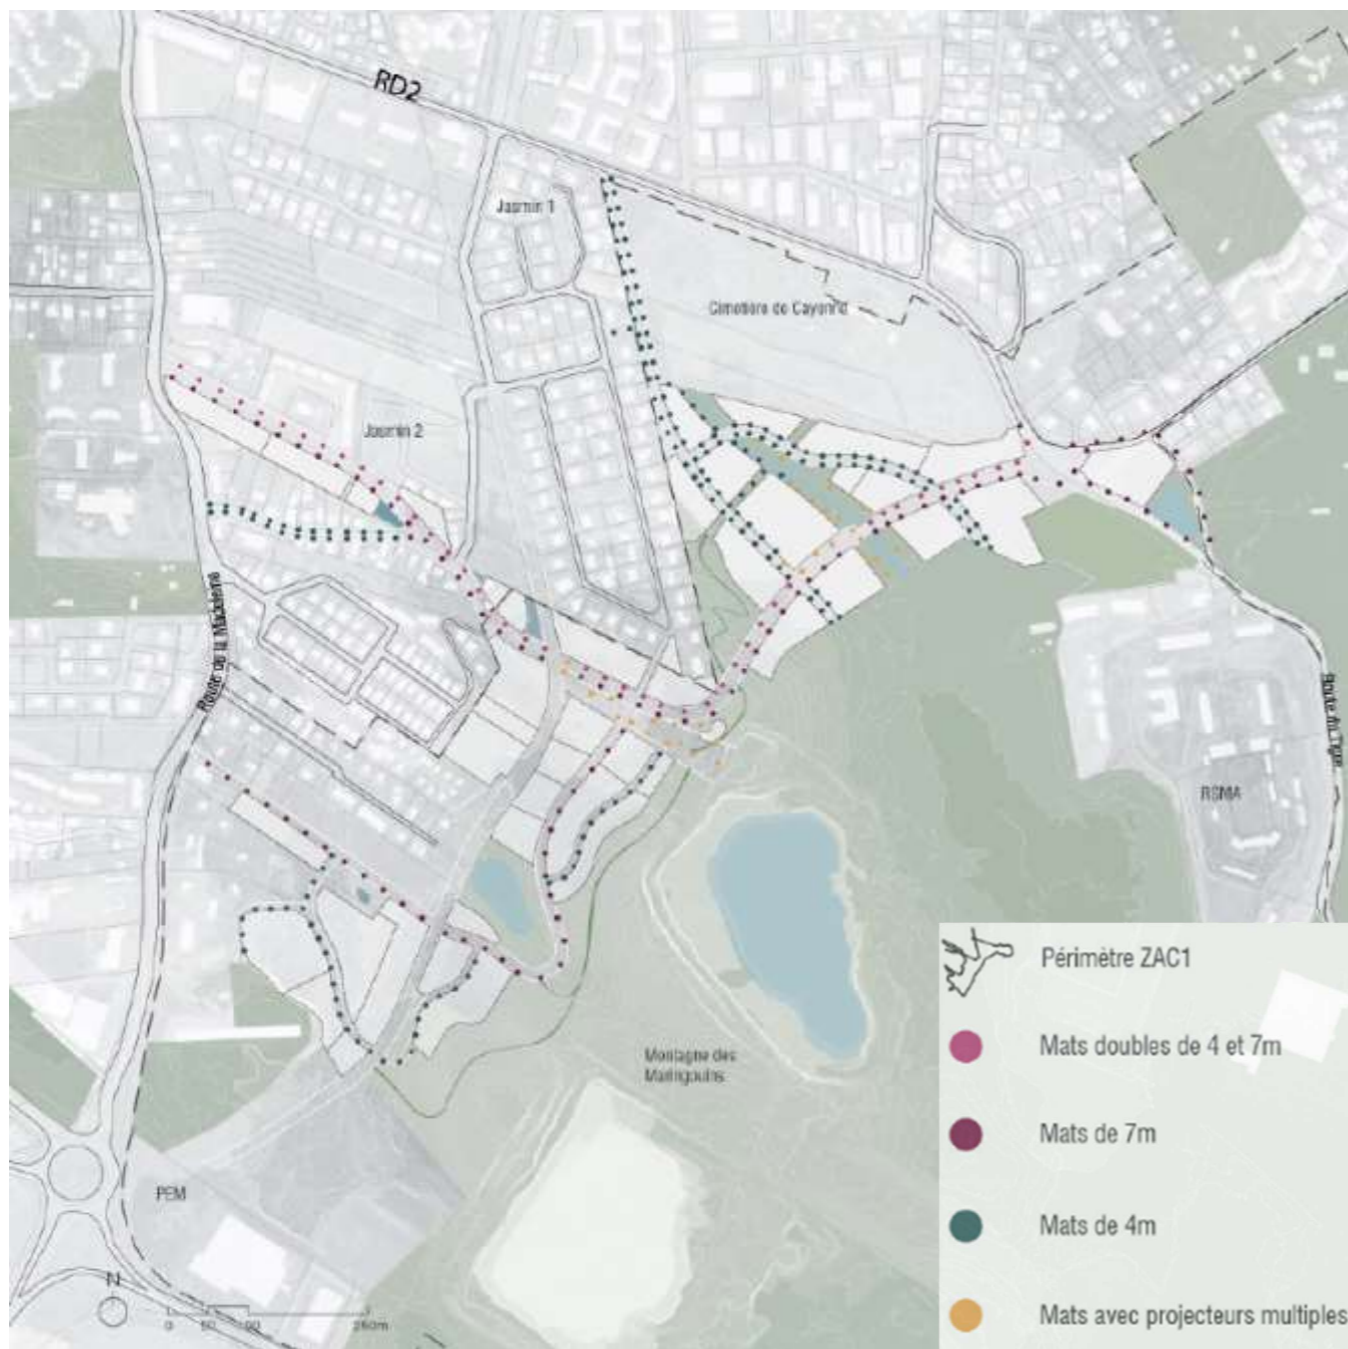 RD2
Jasmin 1
Cimetière de Cayenne
Jasmin 2
Route de la Madeleine
Route du Tigre
RSMA
Périmètre ZAC1
Mats doubles de 4 et 7m
Montagne des
Maringouins
Mats de 7m
PEM
Mats de 4m
N
0 50 250m
Mats avec projecteurs multiples